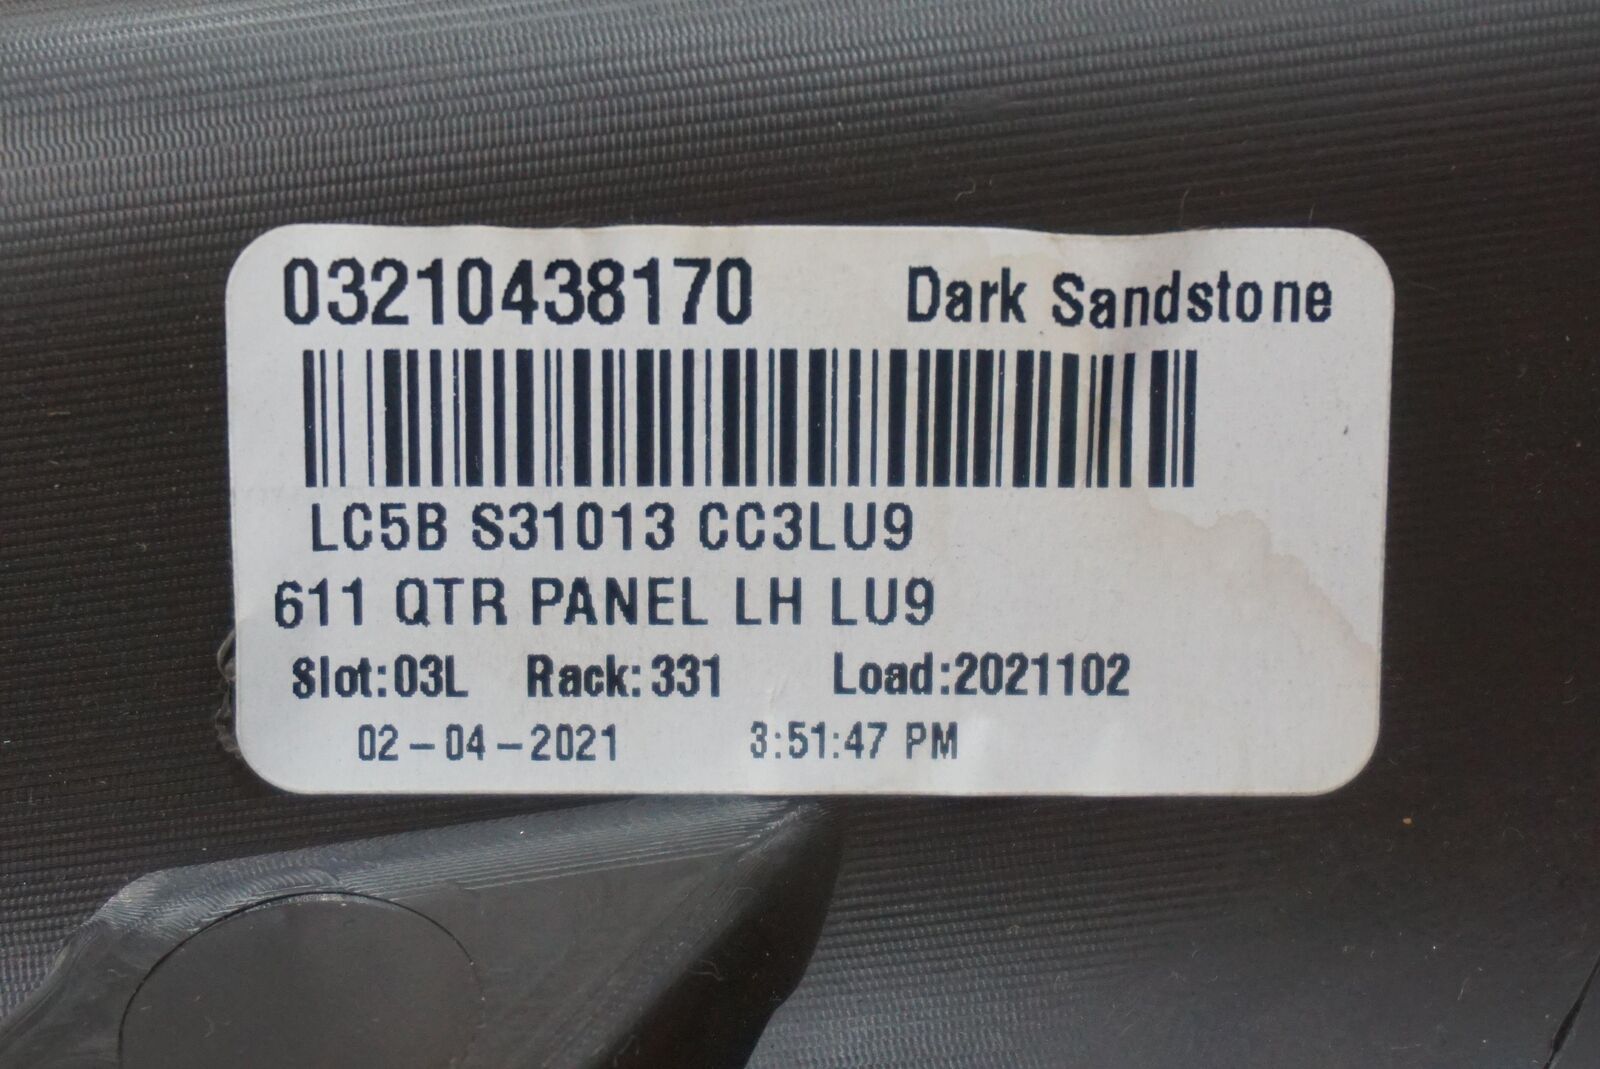 03210438170 Dark Sandstone
LC5B S31013 CC3LU9
611 QTR PANEL LH LU9
Slot:03L Rack:331 Load:2021102
02-04-2021 3:51:47 PM